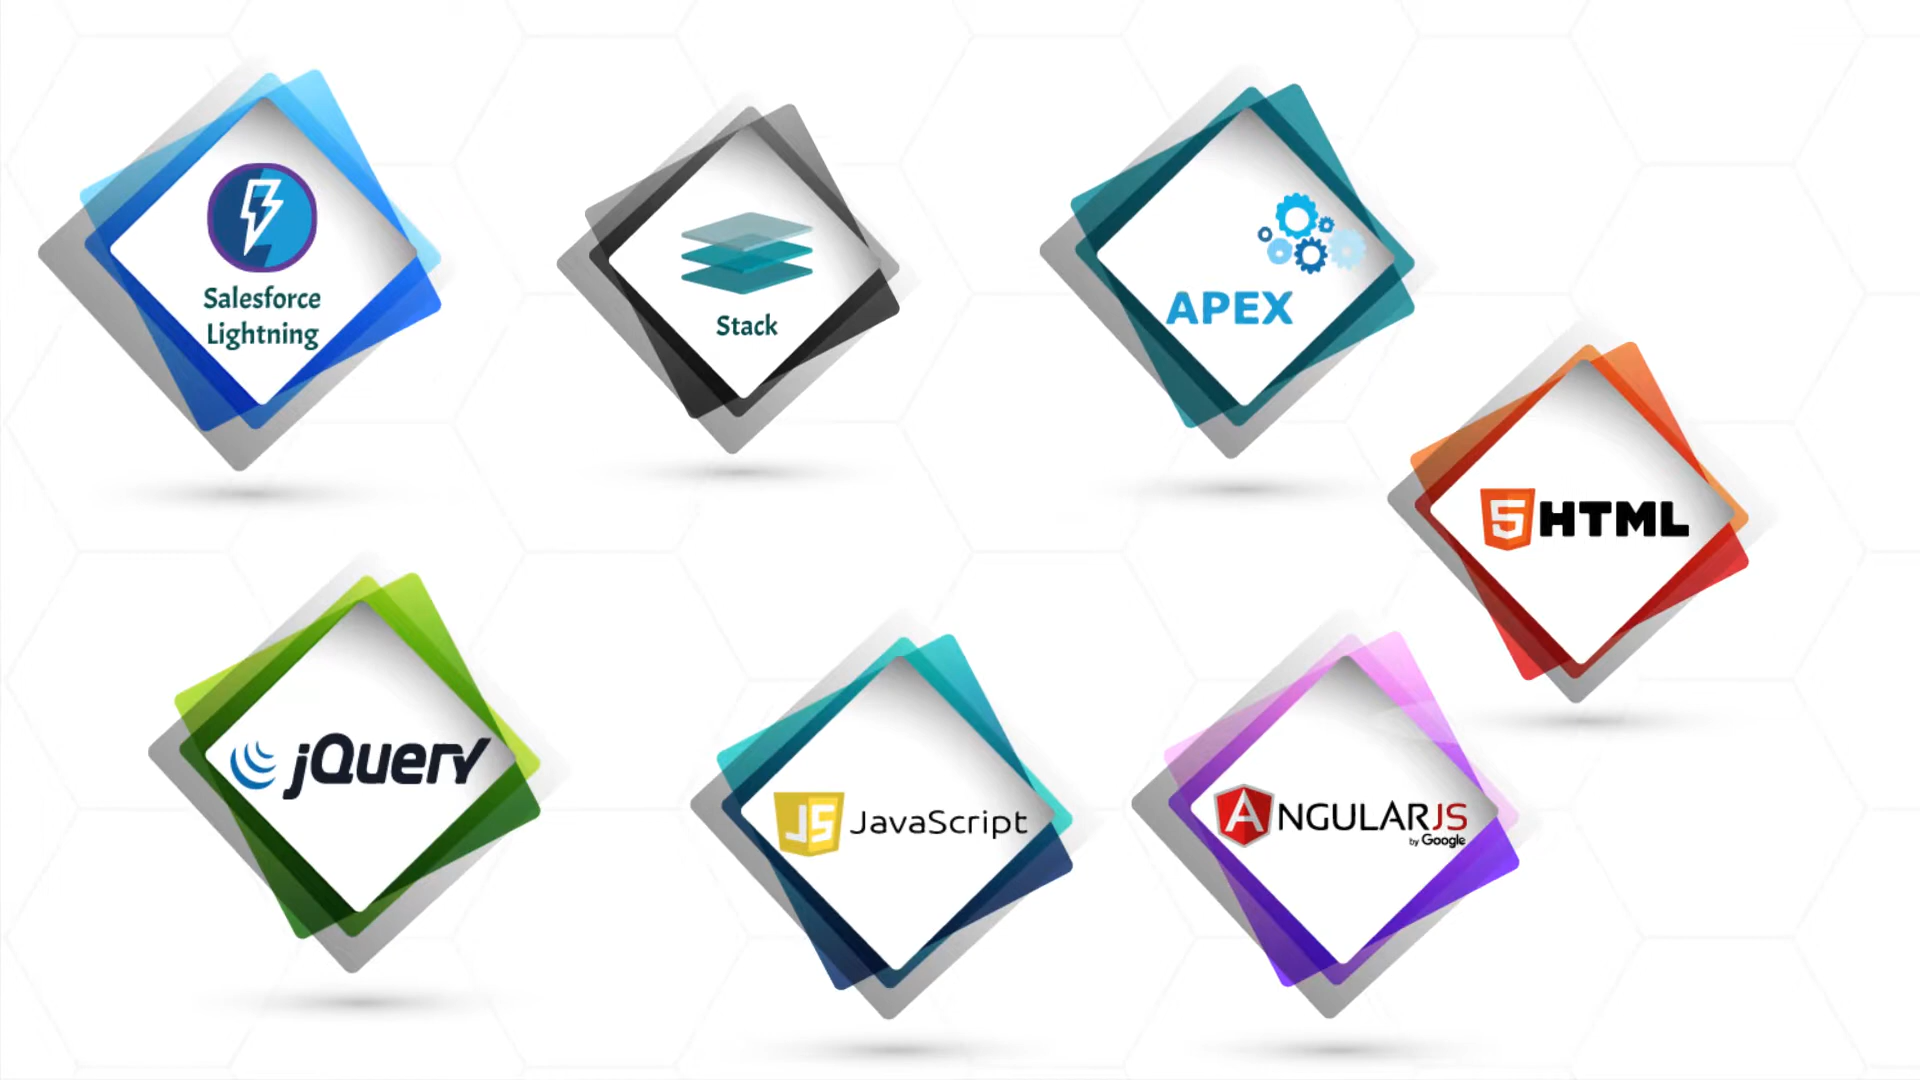 Salesforce
Lightning
Stack
APEX
5 HTML
jQuery
JS JavaScript
ANGULARJS
by Google